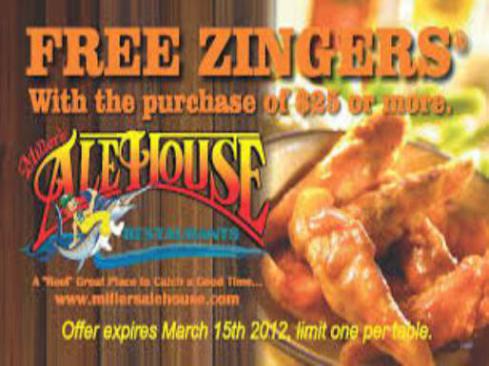 FREE ZINGERS*
With the purchase of $25 or more.
Miller's
ALEHOUSE
RESTAURANTS
A "Reel" Great Place to Catch a Good Time...
www.millersalehouse.com
Offer expires March 15th 2012, limit one per table.